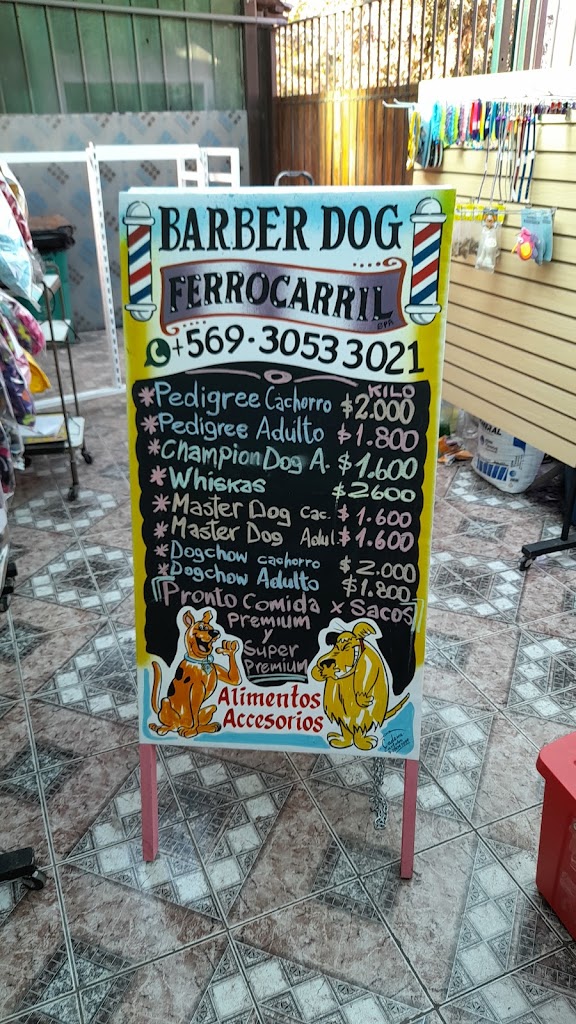 BARBER DOG
FERROCARRIL
+569-3053 3021
KILO
*Pedigree Cachorro $2.000
*Pedigree Adulto $1.800
*Champion Dog A. $1.600
*Whiskas $2600
*Master Dog Cac. $1.600
*Master Dog Adul. $1.600
*Dogchow cachorro $2.000
*Dogchow Adulto $1.800
Pronto Comida x Sacos
Premium
y
Súper
Premium
Alimentos
Accesorios